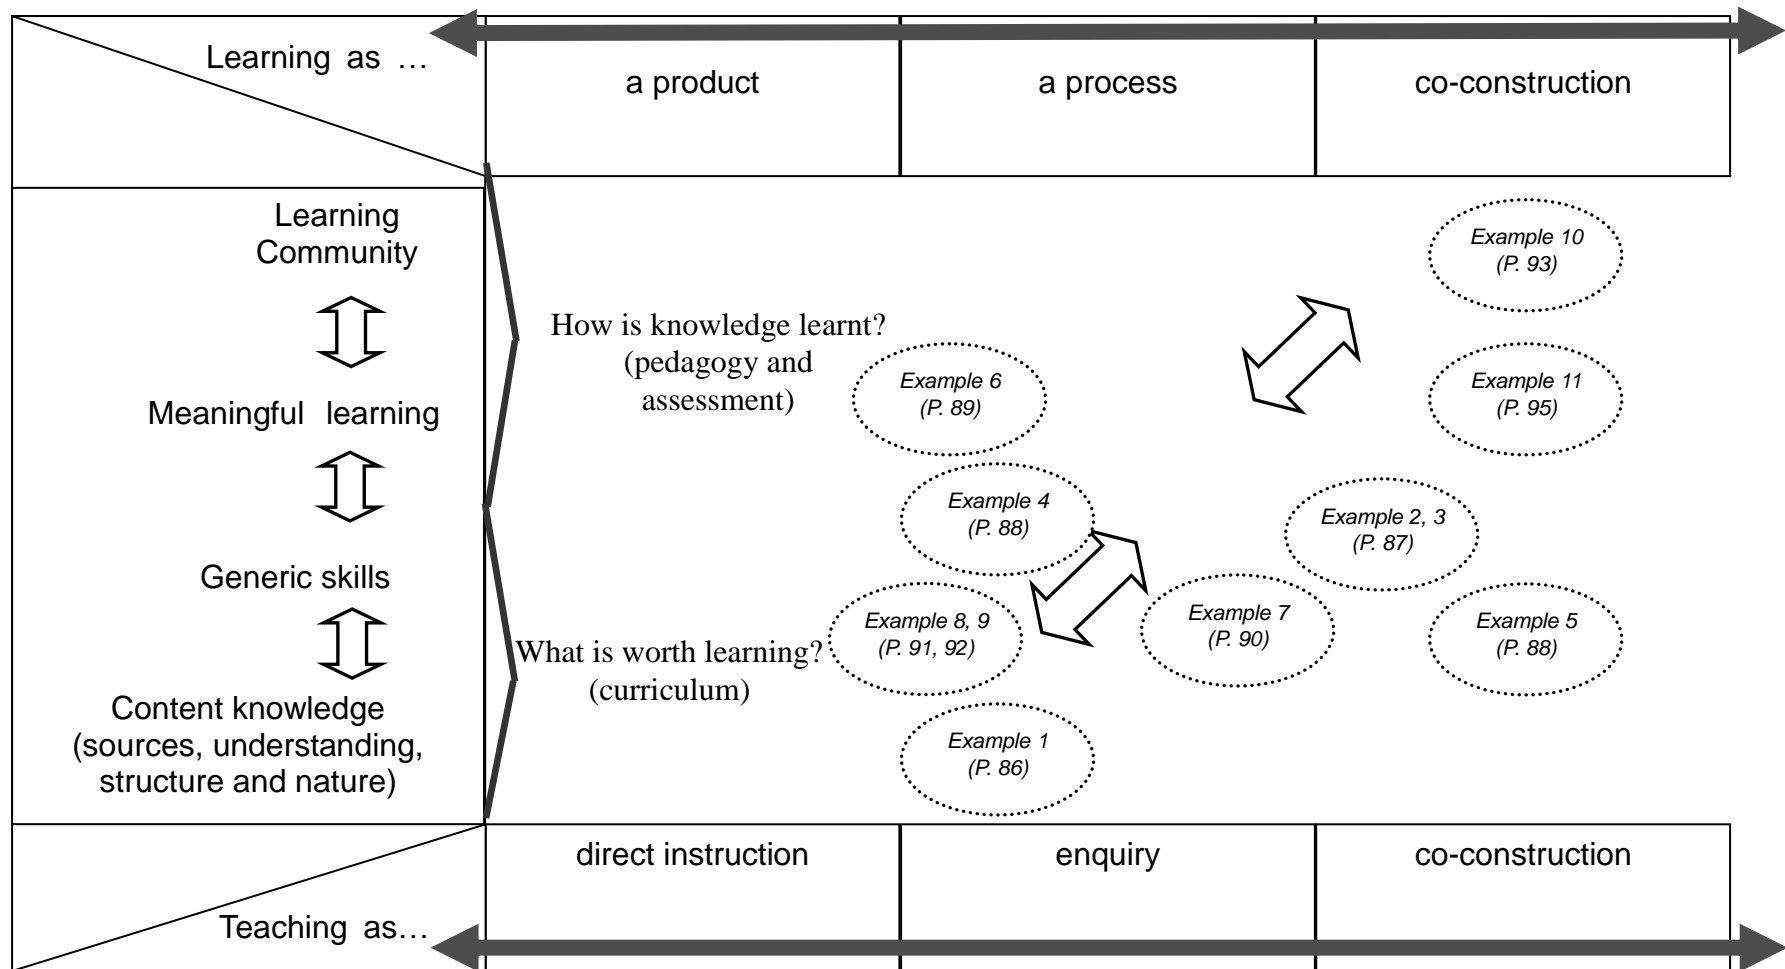 Learning as …
a product
a process
co-construction
Learning
Community
Meaningful learning
Generic skills
Content knowledge
(sources, understanding,
structure and nature)
How is knowledge learnt?
(pedagogy and
assessment)
What is worth learning?
(curriculum)
Example 10
(P. 93)
Example 6
(P. 89)
Example 11
(P. 95)
Example 4
(P. 88)
Example 2, 3
(P. 87)
Example 8, 9
(P. 91, 92)
Example 7
(P. 90)
Example 5
(P. 88)
Example 1
(P. 86)
Teaching as…
direct instruction
enquiry
co-construction